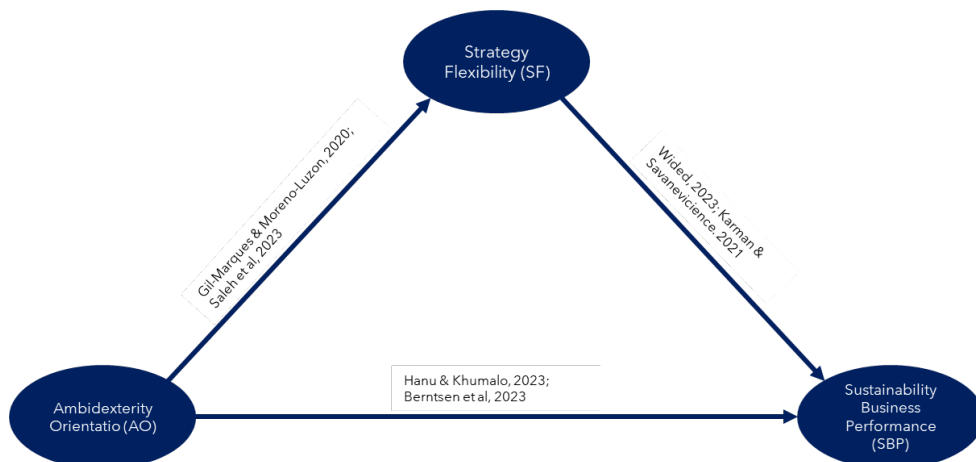 Strategy
Flexibility (SF)
Gil-Marques & Moreno-Luzon, 2020;
Saleh et al, 2023
Wided, 2023; Karman &
Savanevicience. 2021
Hanu & Khumalo, 2023;
Berntsen et al, 2023
Ambidexterity
Orientatio (AO)
Sustainability
Business
Performance
(SBP)